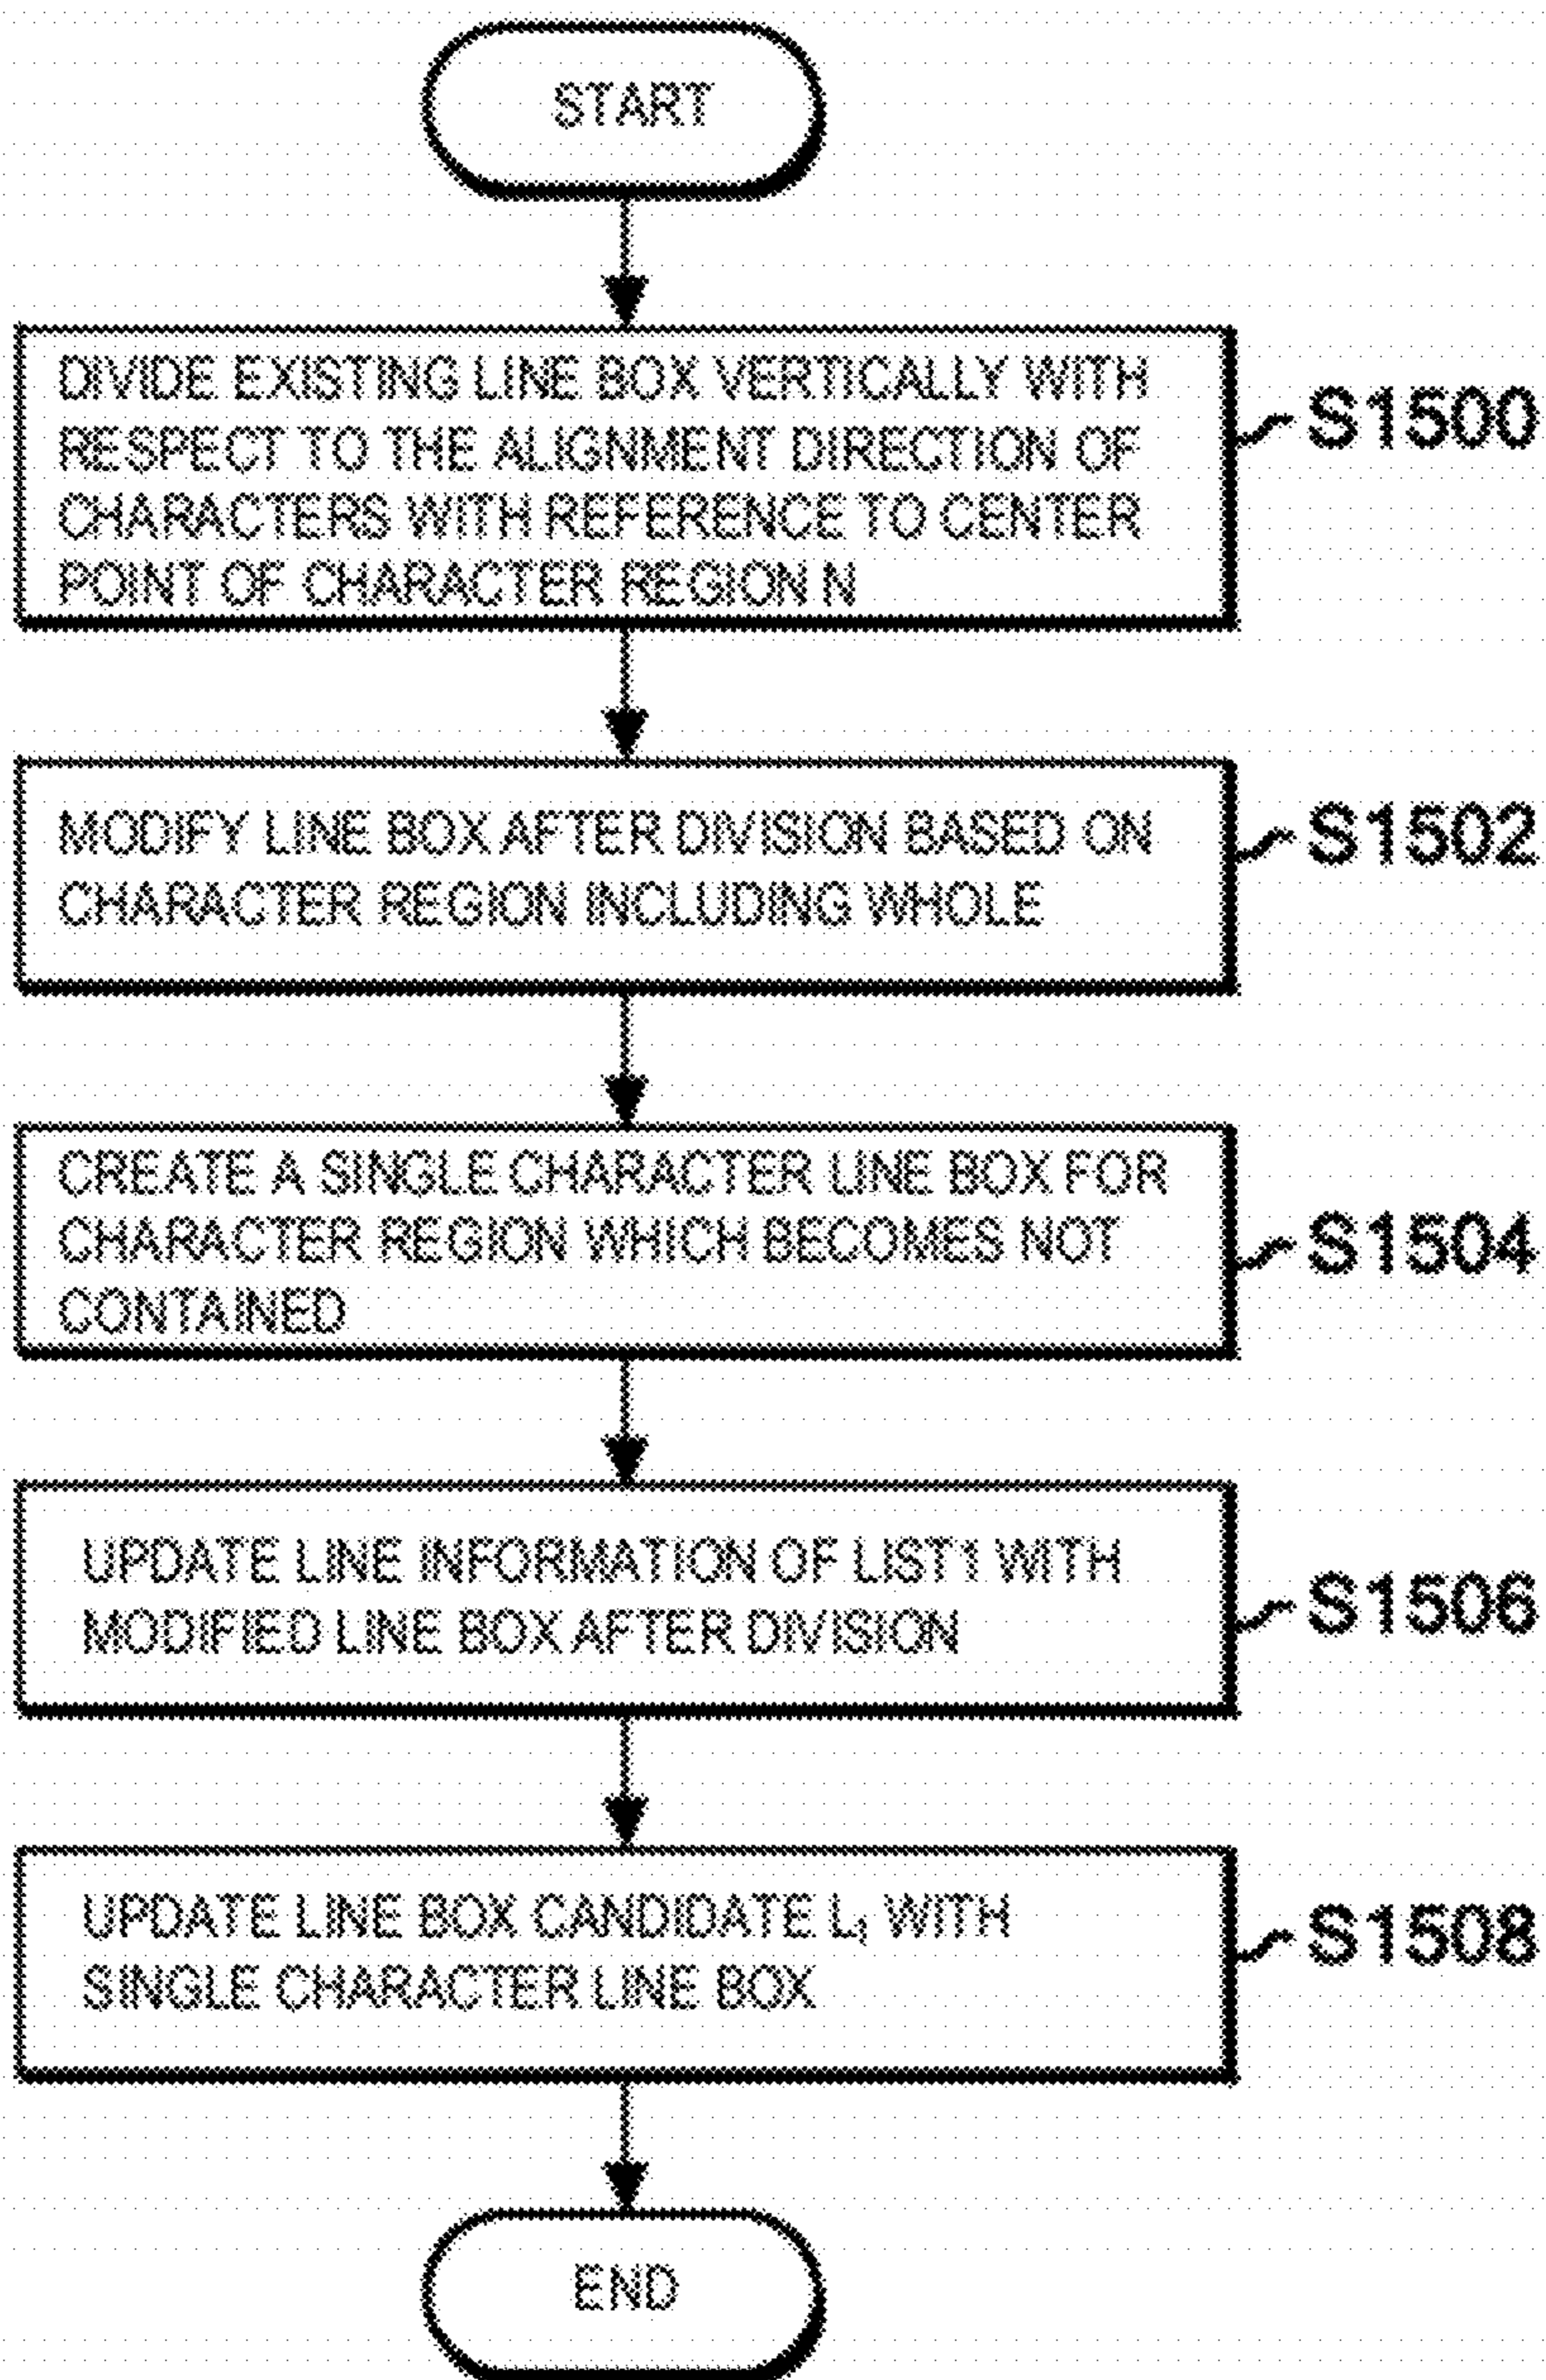 START
DIVIDE EXISTING LINE BOX VERTICALLY WITH
RESPECT TO THE ALIGNMENT DIRECTION OF
CHARACTERS WITH REFERENCE TO CENTER
POINT OF CHARACTER REGION N
S1500
MODIFY LINE BOX AFTER DIVISION BASED ON
CHARACTER REGION INCLUDING WHOLE
S1502
CREATE A SINGLE CHARACTER LINE BOX FOR
CHARACTER REGION WHICH BECOMES NOT
CONTAINED
S1504
UPDATE LINE INFORMATION OF LIST1 WITH
MODIFIED LINE BOX AFTER DIVISION
S1506
UPDATE LINE BOX CANDIDATE L₁ WITH
SINGLE CHARACTER LINE BOX
S1508
END